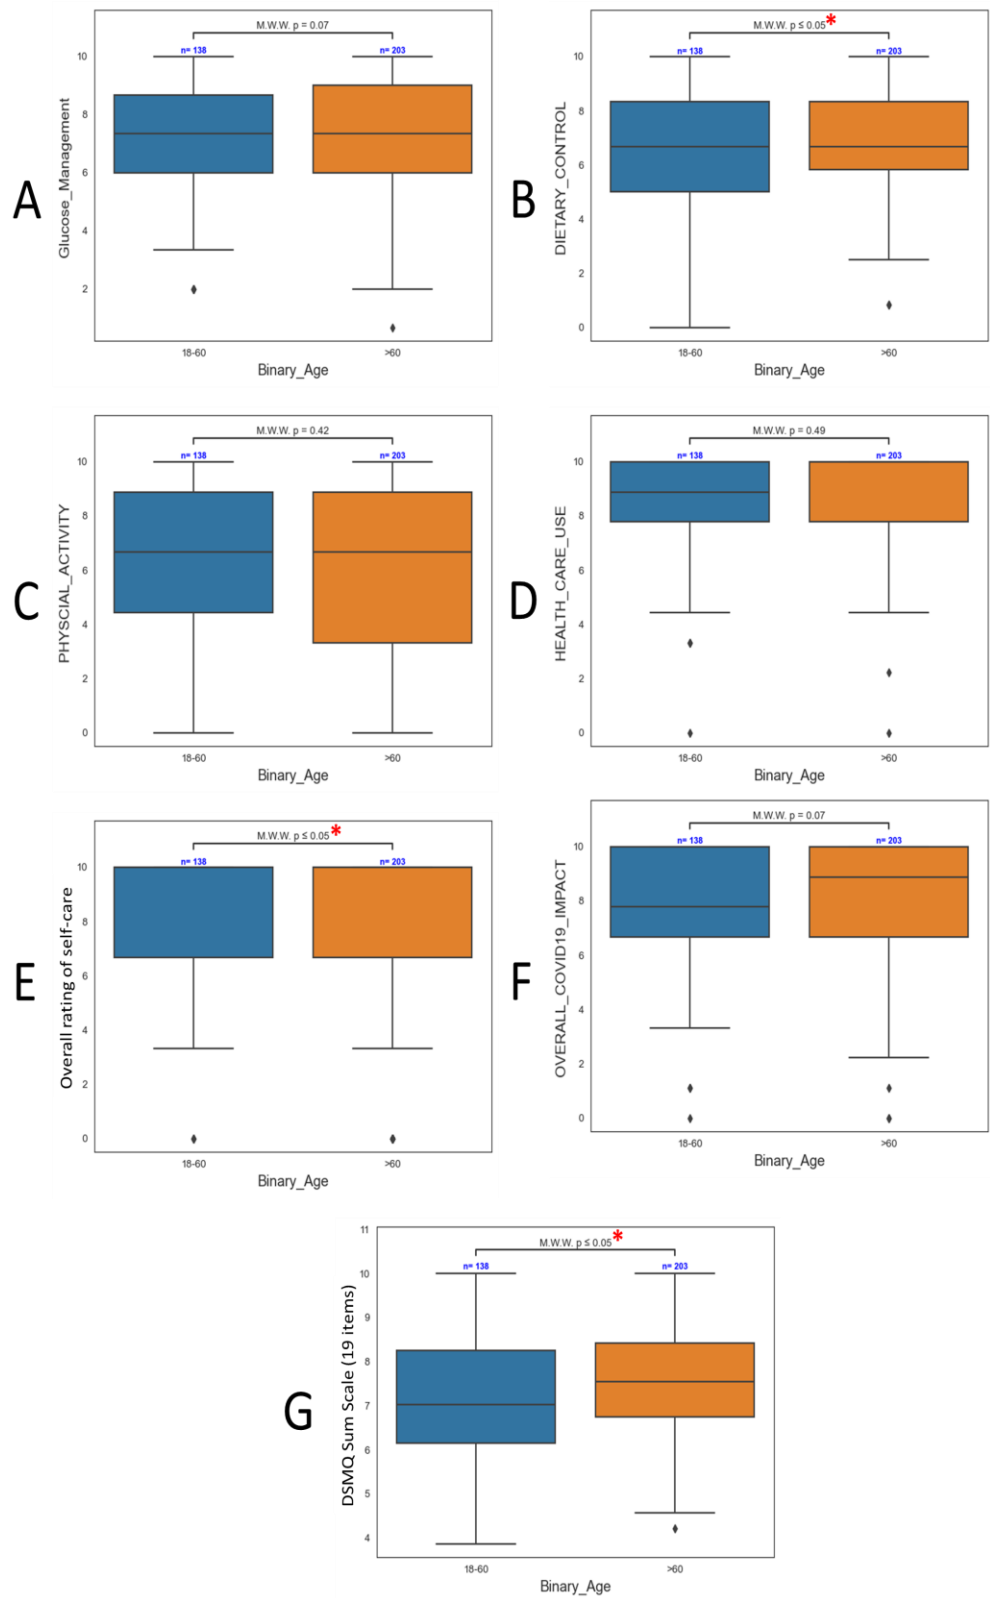 M.W.W. p = 0.07
n= 138 n= 203
10
8
6
4
2
Glucose_Management
A
18-60 >60
Binary_Age
M.W.W. p ≤ 0.05*
n= 138 n= 203
10
8
6
4
2
0
DIETARY_CONTROL
B
18-60 >60
Binary_Age
M.W.W. p = 0.42
n= 138 n= 203
10
8
6
4
2
0
PHYSCIAL_ACTIVITY
C
18-60 >60
Binary_Age
M.W.W. p = 0.49
n= 138 n= 203
10
8
6
4
2
0
HEALTH_CARE_USE
D
18-60 >60
Binary_Age
M.W.W. p ≤ 0.05*
n= 138 n= 203
10
8
6
4
2
0
Overall rating of self-care
E
18-60 >60
Binary_Age
M.W.W. p = 0.07
n= 138 n= 203
10
8
6
4
2
0
OVERALL_COVID19_IMPACT
F
18-60 >60
Binary_Age
M.W.W. p ≤ 0.05*
n= 138 n= 203
11
10
9
8
7
6
5
4
DSMQ Sum Scale (19 items)
G
18-60 >60
Binary_Age